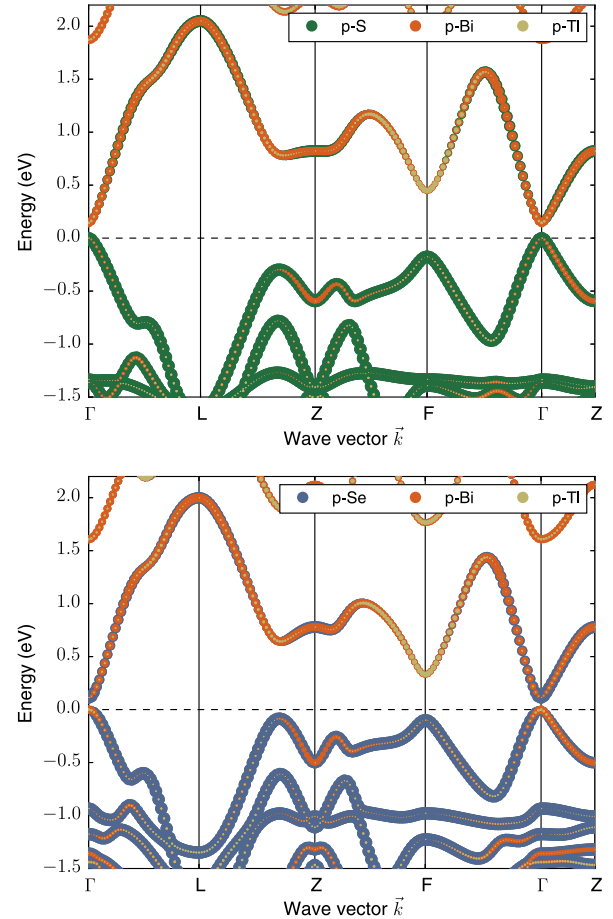 2.0
1.5
1.0
0.5
0.0
−0.5
−1.0
−1.5
Energy (eV)
p-S p-Bi p-Tl
Γ L Z F Γ Z
Wave vector k⃗
2.0
1.5
1.0
0.5
0.0
−0.5
−1.0
−1.5
Energy (eV)
p-Se p-Bi p-Tl
Γ L Z F Γ Z
Wave vector k⃗